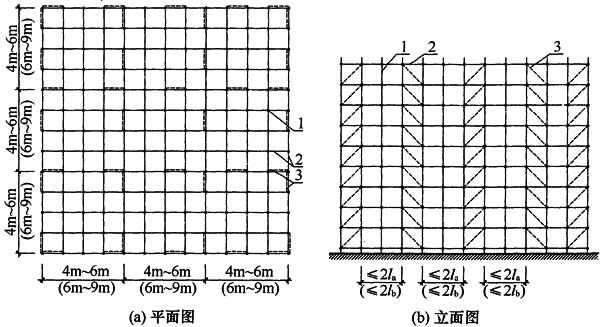 4m~6m
(6m~9m)
4m~6m
(6m~9m)
4m~6m
(6m~9m)
1
2
3
4m~6m 4m~6m 4m~6m
(6m~9m) (6m~9m) (6m~9m)
(a) 平面图
1 2 3
≤2la ≤2la ≤2la
(≤2lb) (≤2lb) (≤2lb)
(b) 立面图